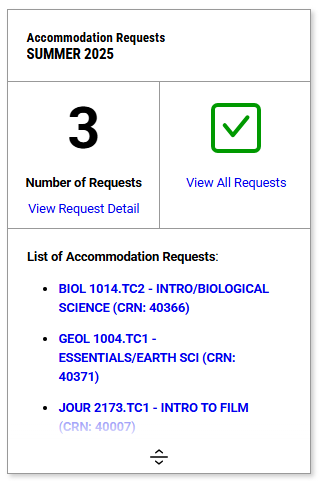 Accommodation Requests
SUMMER 2025
3
Number of Requests
View Request Detail
View All Requests
List of Accommodation Requests:
BIOL 1014.TC2 - INTRO/BIOLOGICAL
SCIENCE (CRN: 40366)
GEOL 1004.TC1 -
ESSENTIALS/EARTH SCI (CRN:
40371)
JOUR 2173.TC1 - INTRO TO FILM
(CRN: 40007)